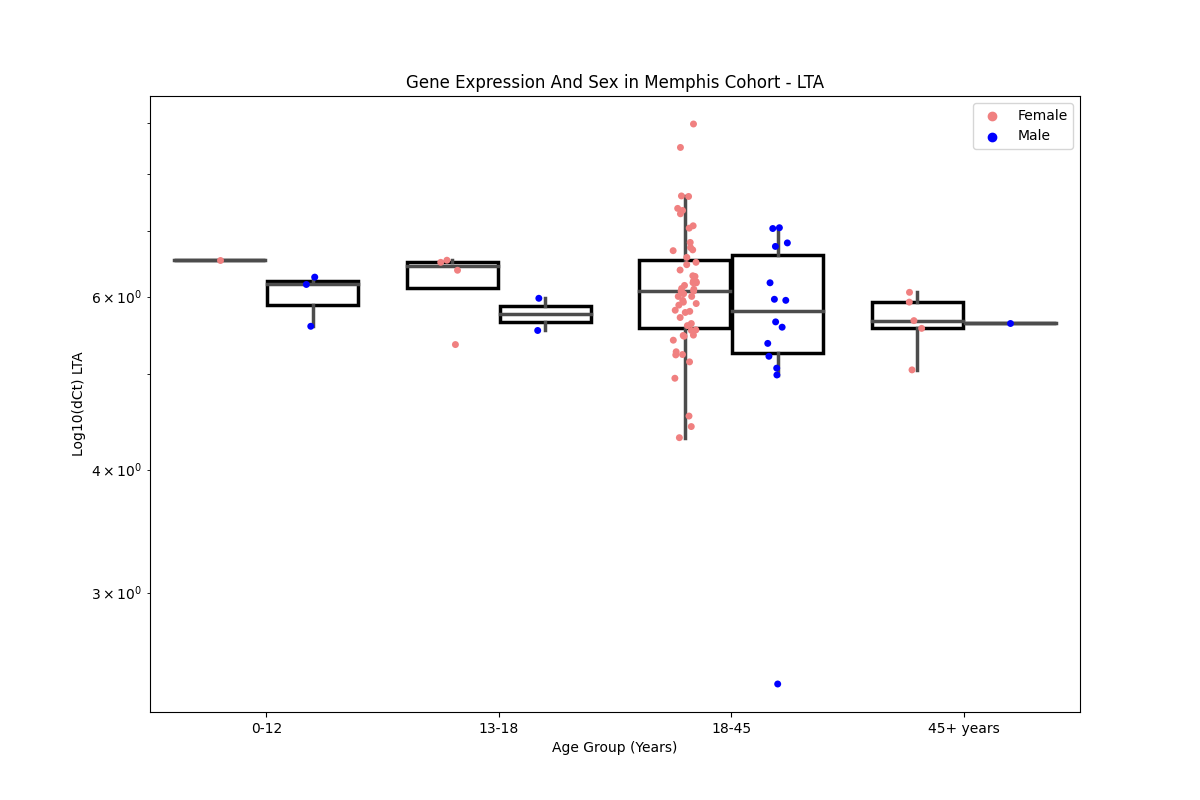 Gene Expression And Sex in Memphis Cohort - LTA
Female
Male
Log10(dCt) LTA
6 × 10⁰
4 × 10⁰
3 × 10⁰
0-12
13-18
18-45
45+ years
Age Group (Years)